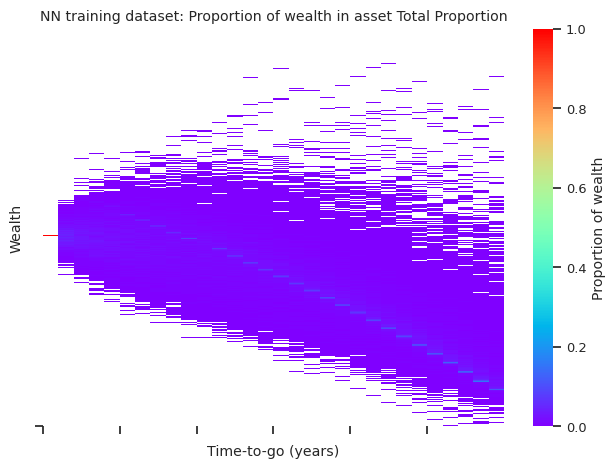 NN training dataset: Proportion of wealth in asset Total Proportion
Wealth
Time-to-go (years)
1.0
0.8
0.6
0.4
0.2
0.0
Proportion of wealth